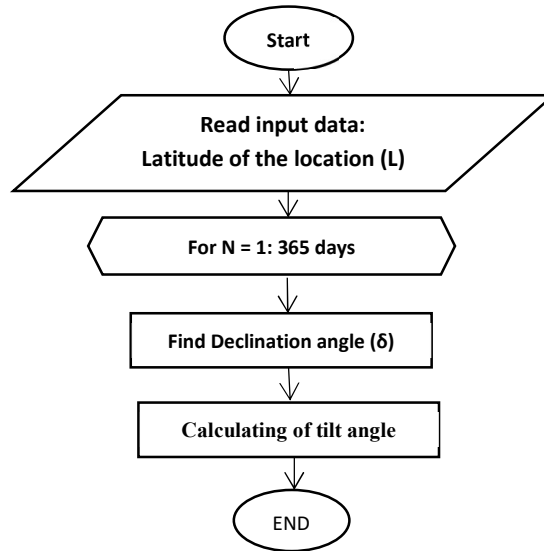 Start
Read input data:
Latitude of the location (L)
For N = 1: 365 days
Find Declination angle (δ)
Calculating of tilt angle
END